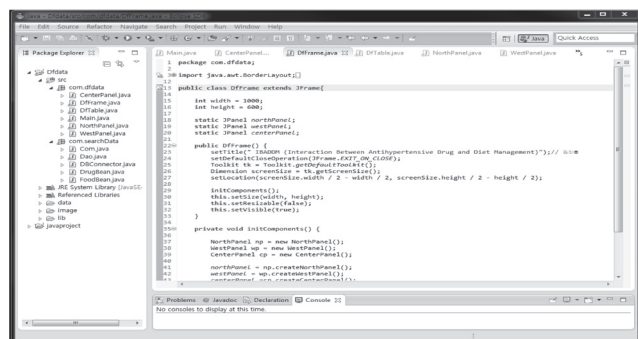 Java - Dfdata/src/com/dfdata/DfFrame.java - Eclipse SDK
File Edit Source Refactor Navigate Search Project Run Window Help
Java
Quick Access
Package Explorer
Dfdata
src
com.dfdata
CenterPanel.java
DfFrame.java
DfTable.java
Main.java
NorthPanel.java
WestPanel.java
com.searchData
Com.java
Dao.java
DBConnector.java
DrugBean.java
FoodBean.java
JRE System Library [JavaSE-
Referenced Libraries
data
image
lib
javaproject
Main.java CenterPanel.... DfFrame.java DfTable.java NorthPanel.java WestPanel.java
1 package com.dfdata;
2
3 import java.awt.BorderLayout;
12
13 public class DfFrame extends JFrame{
14
15 int width = 1000;
16 int height = 600;
17
18 static JPanel northPanel;
19 static JPanel westPanel;
20 static JPanel centerPanel;
21
22 public DfFrame() {
23 setTitle(" IBADDM (Interaction Between Antihypertensive Drug and Diet Management)");//
24 setDefaultCloseOperation(JFrame.EXIT_ON_CLOSE);
25 Toolkit tk = Toolkit.getDefaultToolkit();
26 Dimension screenSize = tk.getScreenSize();
27 setLocation(screenSize.width / 2 - width / 2, screenSize.height / 2 - height / 2);
28
29 initComponents();
30 this.setSize(width, height);
31 this.setResizable(false);
32 this.setVisible(true);
33 }
34
35 private void initComponents() {
36
37 NorthPanel np = new NorthPanel();
38 WestPanel wp = new WestPanel();
39 CenterPanel cp = new CenterPanel();
40
41 northPanel = np.createNorthPanel();
42 westPanel = wp.createWestPanel();
Problems Javadoc Declaration Console
No consoles to display at this time.